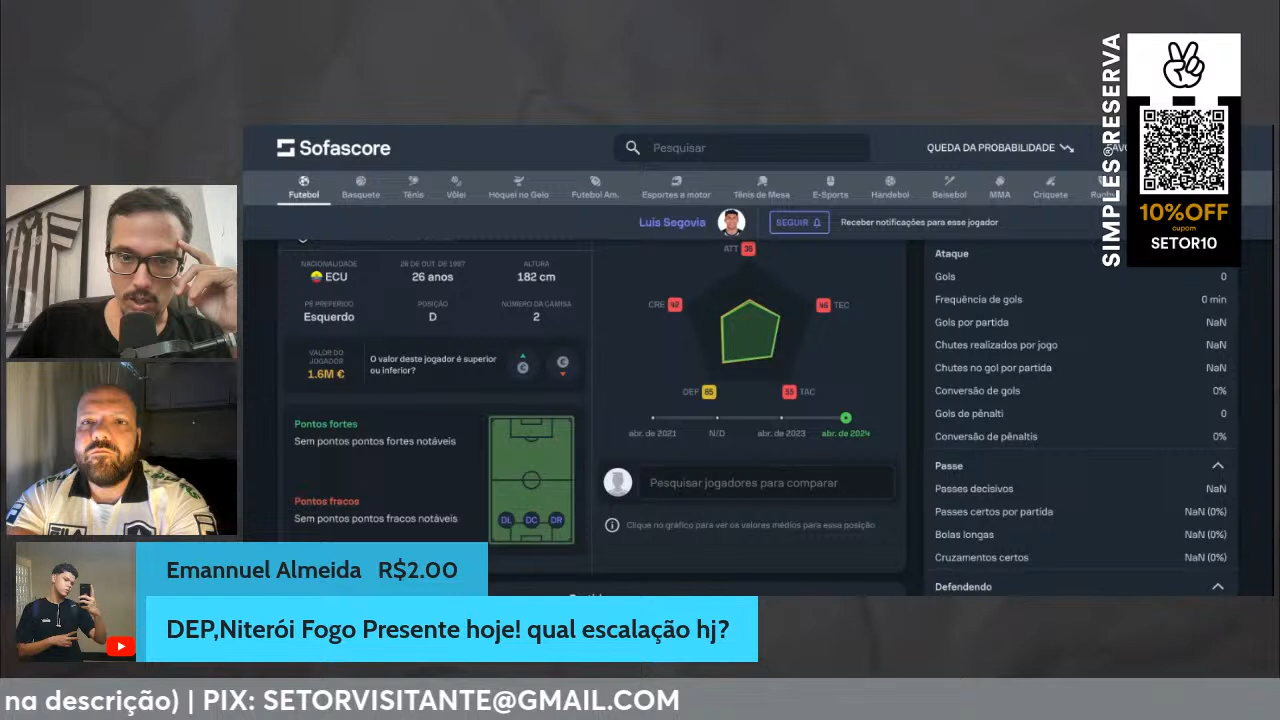 SIMPLES®RESERVA
10%OFF
cupom
SETOR10
Sofascore
Pesquisar
QUEDA DA PROBABILIDADE
FAVO
Futebol
Basquete
Tênis
Vôlei
Hóquei no Gelo
Futebol Am.
Esportes a motor
Tênis de Mesa
E-Sports
Handebol
Beisebol
MMA
Críquete
Luis Segovia
SEGUIR
Receber notificações para esse jogador
NACIONALIDADE
ECU
26 DE OUT. DE 1997
26 anos
ALTURA
182 cm
PÉ PREFERIDO
Esquerdo
POSIÇÃO
D
NÚMERO DA CAMISA
2
VALOR DO JOGADOR
1.6M €
O valor deste jogador é superior
ou inferior?
Pontos fortes
Sem pontos pontos fortes notáveis
Pontos fracos
Sem pontos pontos fracos notáveis
DL DC DR
ATT 36
CRE 42
46 TEC
DEF 65
55 TAC
abr. de 2021
N/D
abr. de 2023
abr. de 2024
Pesquisar jogadores para comparar
Clique no gráfico para ver os valores médios para essa posição
Ataque
Gols 0
Frequência de gols 0 min
Gols por partida NaN
Chutes realizados por jogo NaN
Chutes no gol por partida NaN
Conversão de gols 0%
Gols de pênalti 0
Conversão de pênaltis 0%
Passe
Passes decisivos NaN
Passes certos por partida NaN (0%)
Bolas longas NaN (0%)
Cruzamentos certos NaN (0%)
Defendendo
FILA
Emannuel Almeida R$2.00
DEP,Niterói Fogo Presente hoje! qual escalação hj?
na descrição) | PIX: SETORVISITANTE@GMAIL.COM